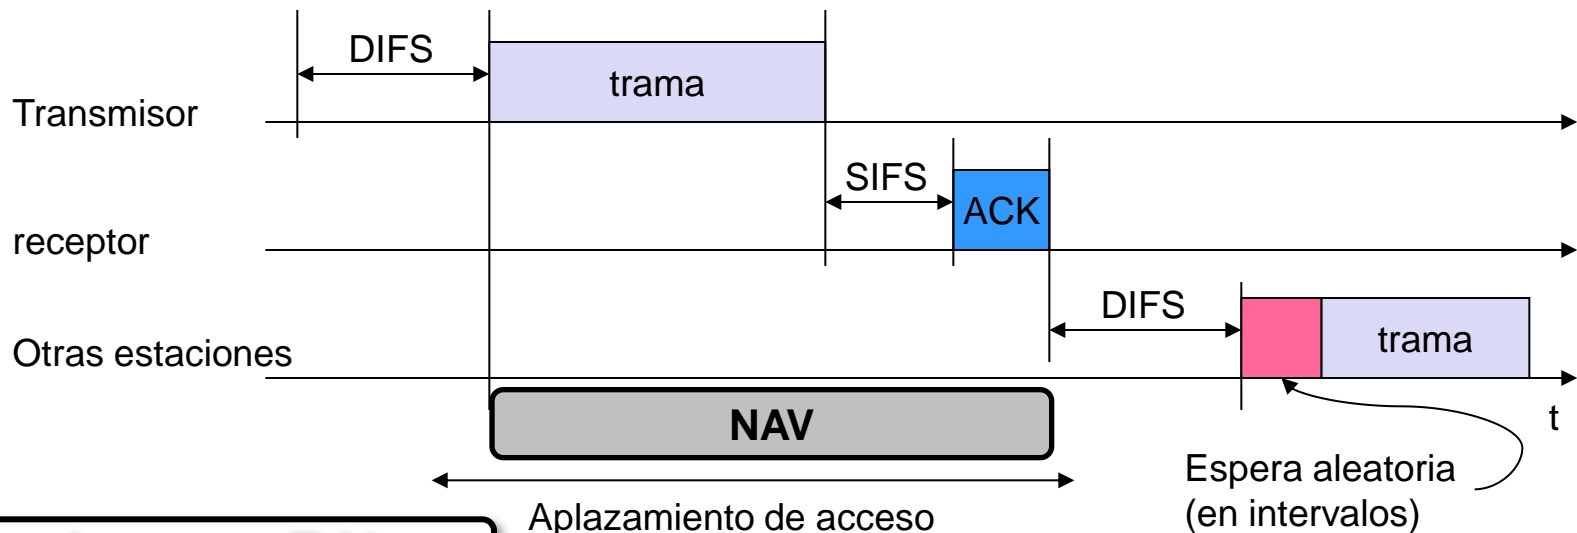 DIFS
trama
Transmisor
SIFS
ACK
receptor
DIFS
trama
Otras estaciones
t
NAV
Espera aleatoria
(en intervalos)
Aplazamiento de acceso